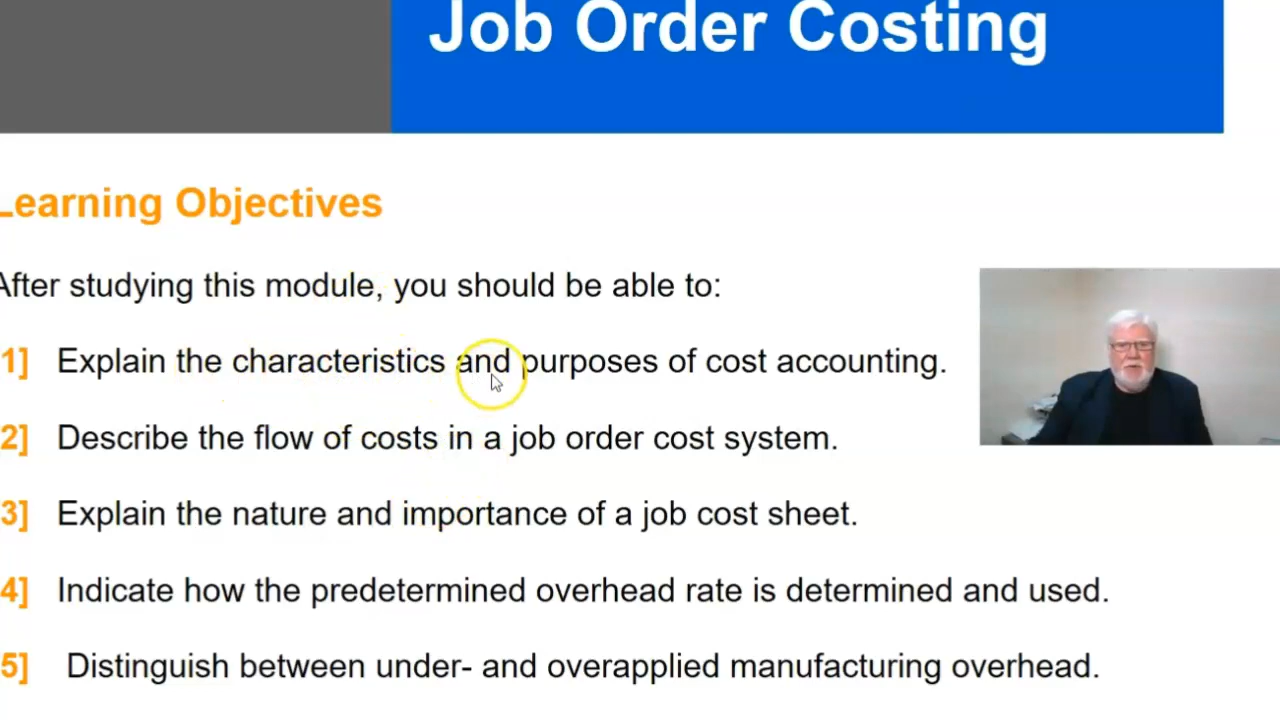 Job Order Costing
Learning Objectives
After studying this module, you should be able to:
1] Explain the characteristics and purposes of cost accounting.
2] Describe the flow of costs in a job order cost system.
3] Explain the nature and importance of a job cost sheet.
4] Indicate how the predetermined overhead rate is determined and used.
5] Distinguish between under- and overapplied manufacturing overhead.